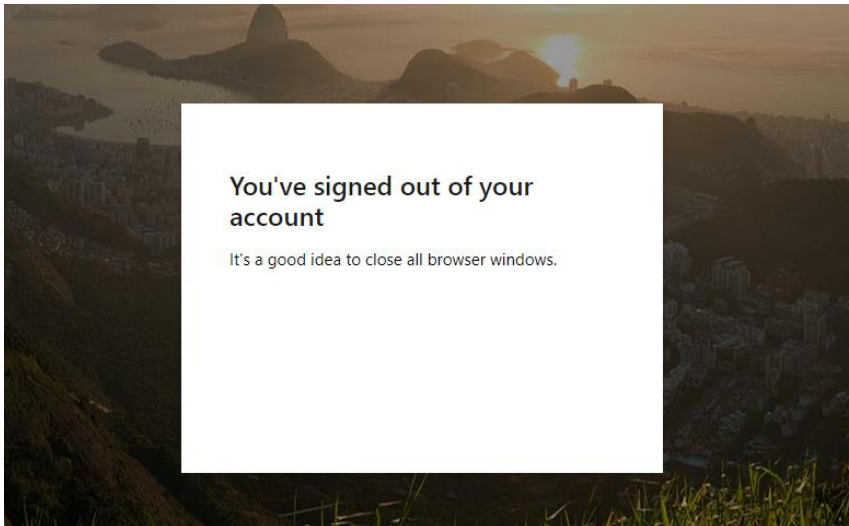 You've signed out of your
account
It's a good idea to close all browser windows.